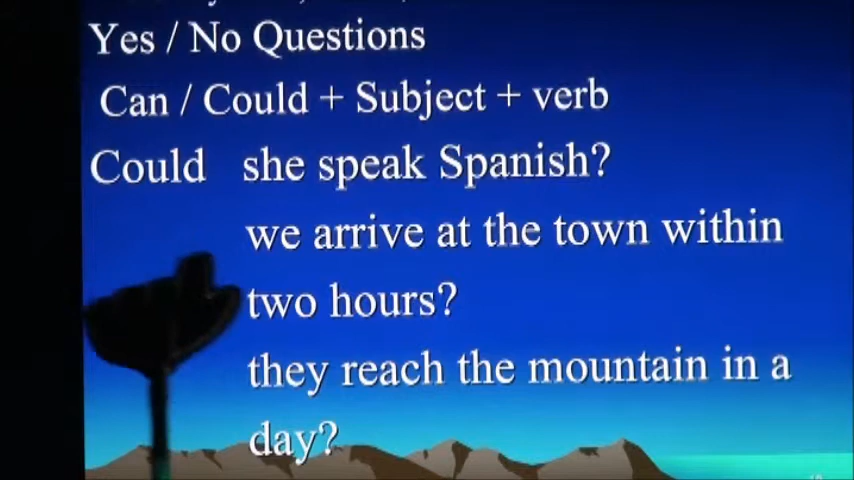 Yes / No Questions
Can / Could + Subject + verb
Could she speak Spanish?
we arrive at the town within
two hours?
they reach the mountain in a
day?